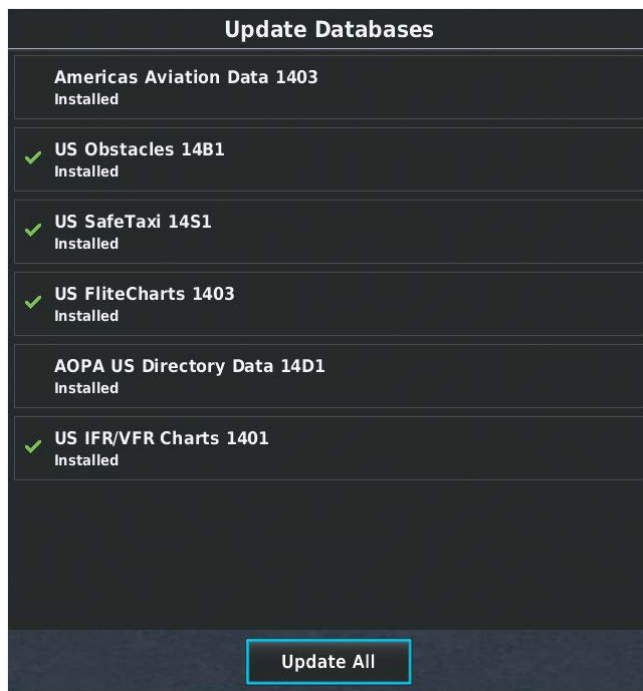 Update Databases
Americas Aviation Data 1403
Installed
US Obstacles 14B1
Installed
US SafeTaxi 14S1
Installed
US FliteCharts 1403
Installed
AOPA US Directory Data 14D1
Installed
US IFR/VFR Charts 1401
Installed
Update All